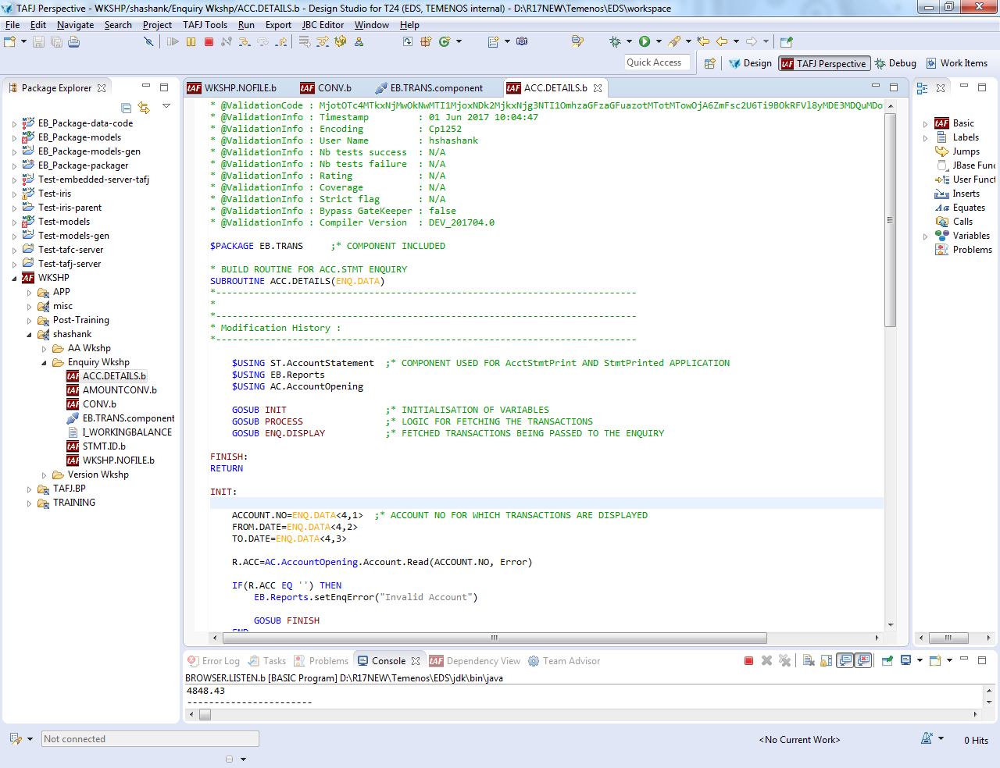 TAFJ Perspective - WKSHP/shashank/Enquiry Wkshp/ACC.DETAILS.b - Design Studio for T24 (EDS, TEMENOS internal) - D:\R17NEW\Temenos\EDS\workspace
File Edit Navigate Search Project TAFJ Tools Run Export JBC Editor Window Help
Quick Access Design TAFJ Perspective Debug Work Items
Package Explorer
EB_Package-data-code
EB_Package-models
EB_Package-models-gen
EB_Package-packager
Test-embedded-server-tafj
Test-iris
Test-iris-parent
Test-models
Test-models-gen
Test-tafc-server
Test-tafj-server
WKSHP
APP
misc
Post-Training
shashank
AA Wkshp
Enquiry Wkshp
ACC.DETAILS.b
AMOUNTCONV.b
CONV.b
EB.TRANS.component
I_WORKINGBALANCE
STMT.ID.b
WKSHP.NOFILE.b
Version Wkshp
TAFJ.BP
TRAINING
WKSHP.NOFILE.b CONV.b EB.TRANS.component ACC.DETAILS.b
* @ValidationCode :
* @ValidationInfo : Timestamp : 01 Jun 2017 10:04:47
* @ValidationInfo : Encoding : Cp1252
* @ValidationInfo : User Name : hshashank
* @ValidationInfo : Nb tests success : N/A
* @ValidationInfo : Nb tests failure : N/A
* @ValidationInfo : Rating : N/A
* @ValidationInfo : Coverage : N/A
* @ValidationInfo : Strict flag : N/A
* @ValidationInfo : Bypass GateKeeper : false
* @ValidationInfo : Compiler Version : DEV_201704.0
$PACKAGE EB.TRANS ;* COMPONENT INCLUDED
* BUILD ROUTINE FOR ACC.STMT ENQUIRY
SUBROUTINE ACC.DETAILS(ENQ.DATA)
*-----------------------------------------------------------------------------
*
*-----------------------------------------------------------------------------
* Modification History :
*-----------------------------------------------------------------------------
$USING ST.AccountStatement ;* COMPONENT USED FOR AcctStmtPrint AND StmtPrinted APPLICATION
$USING EB.Reports
$USING AC.AccountOpening
GOSUB INIT ;* INITIALISATION OF VARIABLES
GOSUB PROCESS ;* LOGIC FOR FETCHING THE TRANSACTIONS
GOSUB ENQ.DISPLAY ;* FETCHED TRANSACTIONS BEING PASSED TO THE ENQUIRY
FINISH:
RETURN
INIT:
ACCOUNT.NO=ENQ.DATA<4,1> ;* ACCOUNT NO FOR WHICH TRANSACTIONS ARE DISPLAYED
FROM.DATE=ENQ.DATA<4,2>
TO.DATE=ENQ.DATA<4,3>
R.ACC=AC.AccountOpening.Account.Read(ACCOUNT.NO, Error)
IF(R.ACC EQ '') THEN
EB.Reports.setEnqError("Invalid Account")
GOSUB FINISH
END
Basic
Labels
Jumps
JBase Func
User Funct
Inserts
Equates
Calls
Variables
Problems
Error Log Tasks Problems Console Dependency View Team Advisor
BROWSER.LISTEN.b [BASIC Program] D:\R17NEW\Temenos\EDS\jdk\bin\java
4848.43
-----------------------
Not connected <No Current Work> 0 Hits